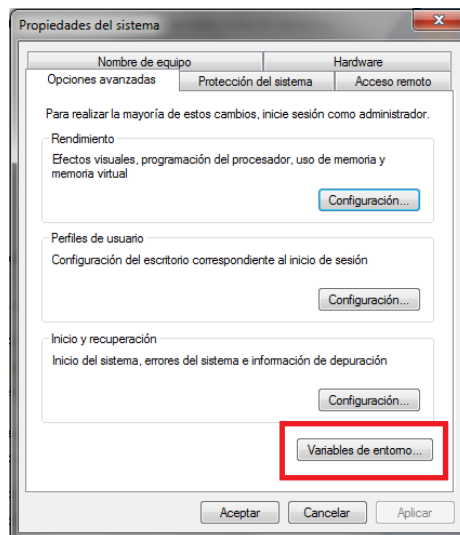 Propiedades del sistema
Nombre de equipo
Hardware
Opciones avanzadas
Protección del sistema
Acceso remoto
Para realizar la mayoría de estos cambios, inicie sesión como administrador.
Rendimiento
Efectos visuales, programación del procesador, uso de memoria y
memoria virtual
Configuración...
Perfiles de usuario
Configuración del escritorio correspondiente al inicio de sesión
Configuración...
Inicio y recuperación
Inicio del sistema, errores del sistema e información de depuración
Configuración...
Variables de entorno...
Aceptar
Cancelar
Aplicar